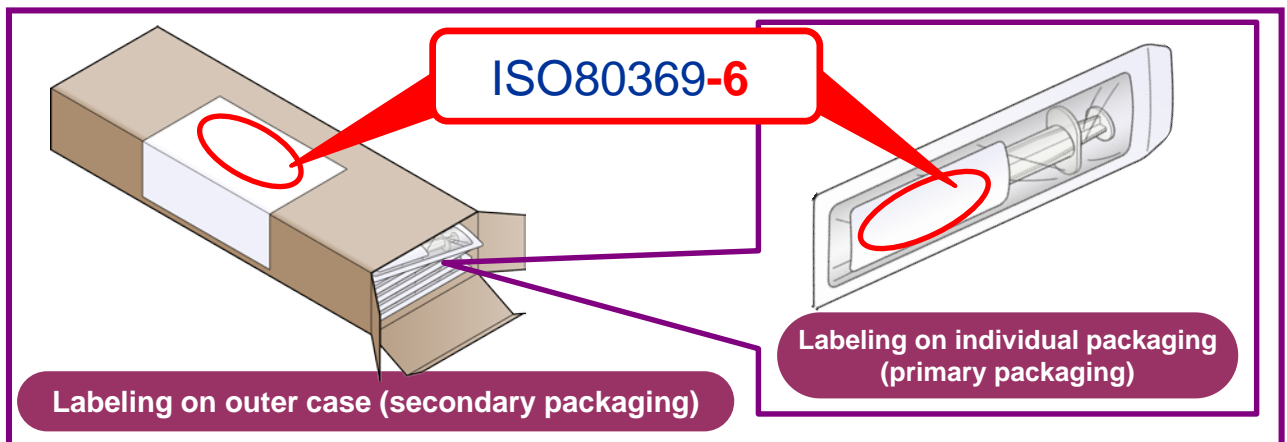 ISO80369-6
Labeling on individual packaging
(primary packaging)
Labeling on outer case (secondary packaging)